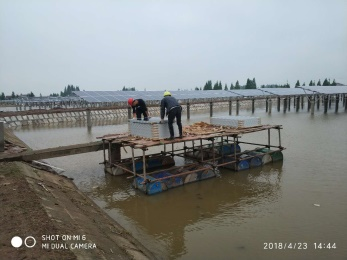 SHOT ON MI 6
MI DUAL CAMERA
2018/4/23 14:44